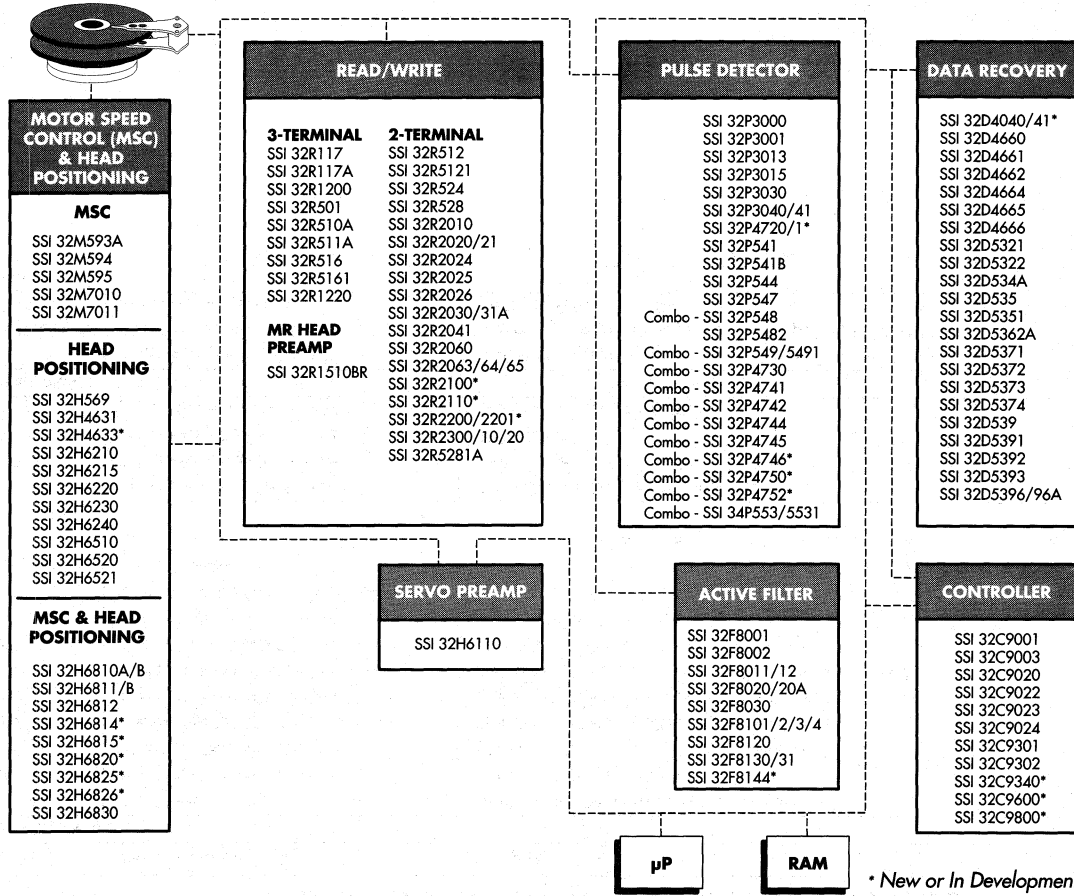 MOTOR SPEED
CONTROL (MSC)
& HEAD
POSITIONING
MSC
SSI 32M593A
SSI 32M594
SSI 32M595
SSI 32M7010
SSI 32M7011
HEAD
POSITIONING
SSI 32H569
SSI 32H4631
SSI 32H4633*
SSI 32H6210
SSI 32H6215
SSI 32H6220
SSI 32H6230
SSI 32H6240
SSI 32H6510
SSI 32H6520
SSI 32H6521
MSC & HEAD
POSITIONING
SSI 32H6810A/B
SSI 32H6811/B
SSI 32H6812
SSI 32H6814*
SSI 32H6815*
SSI 32H6820*
SSI 32H6825*
SSI 32H6826*
SSI 32H6830
READ/WRITE
3-TERMINAL
SSI 32R117
SSI 32R117A
SSI 32R1200
SSI 32R501
SSI 32R510A
SSI 32R511A
SSI 32R516
SSI 32R5161
SSI 32R1220
MR HEAD
PREAMP
SSI 32R1510BR
2-TERMINAL
SSI 32R512
SSI 32R5121
SSI 32R524
SSI 32R528
SSI 32R2010
SSI 32R2020/21
SSI 32R2024
SSI 32R2025
SSI 32R2026
SSI 32R2030/31A
SSI 32R2041
SSI 32R2060
SSI 32R2063/64/65
SSI 32R2100*
SSI 32R2110*
SSI 32R2200/2201*
SSI 32R2300/10/20
SSI 32R5281A
PULSE DETECTOR
SSI 32P3000
SSI 32P3001
SSI 32P3013
SSI 32P3015
SSI 32P3030
SSI 32P3040/41
SSI 32P4720/1*
SSI 32P541
SSI 32P541B
SSI 32P544
SSI 32P547
Combo - SSI 32P548
SSI 32P5482
Combo - SSI 32P549/5491
Combo - SSI 32P4730
Combo - SSI 32P4741
Combo - SSI 32P4742
Combo - SSI 32P4744
Combo - SSI 32P4745
Combo - SSI 32P4746*
Combo - SSI 32P4750*
Combo - SSI 32P4752*
Combo - SSI 34P553/5531
DATA RECOVERY
SSI 32D4040/41*
SSI 32D4660
SSI 32D4661
SSI 32D4662
SSI 32D4664
SSI 32D4665
SSI 32D4666
SSI 32D5321
SSI 32D5322
SSI 32D534A
SSI 32D535
SSI 32D5351
SSI 32D5362A
SSI 32D5371
SSI 32D5372
SSI 32D5373
SSI 32D5374
SSI 32D539
SSI 32D5391
SSI 32D5392
SSI 32D5393
SSI 32D5396/96A
SERVO PREAMP
SSI 32H6110
ACTIVE FILTER
SSI 32F8001
SSI 32F8002
SSI 32F8011/12
SSI 32F8020/20A
SSI 32F8030
SSI 32F8101/2/3/4
SSI 32F8120
SSI 32F8130/31
SSI 32F8144*
CONTROLLER
SSI 32C9001
SSI 32C9003
SSI 32C9020
SSI 32C9022
SSI 32C9023
SSI 32C9024
SSI 32C9301
SSI 32C9302
SSI 32C9340*
SSI 32C9600*
SSI 32C9800*
µP
RAM
* New or In Developmen